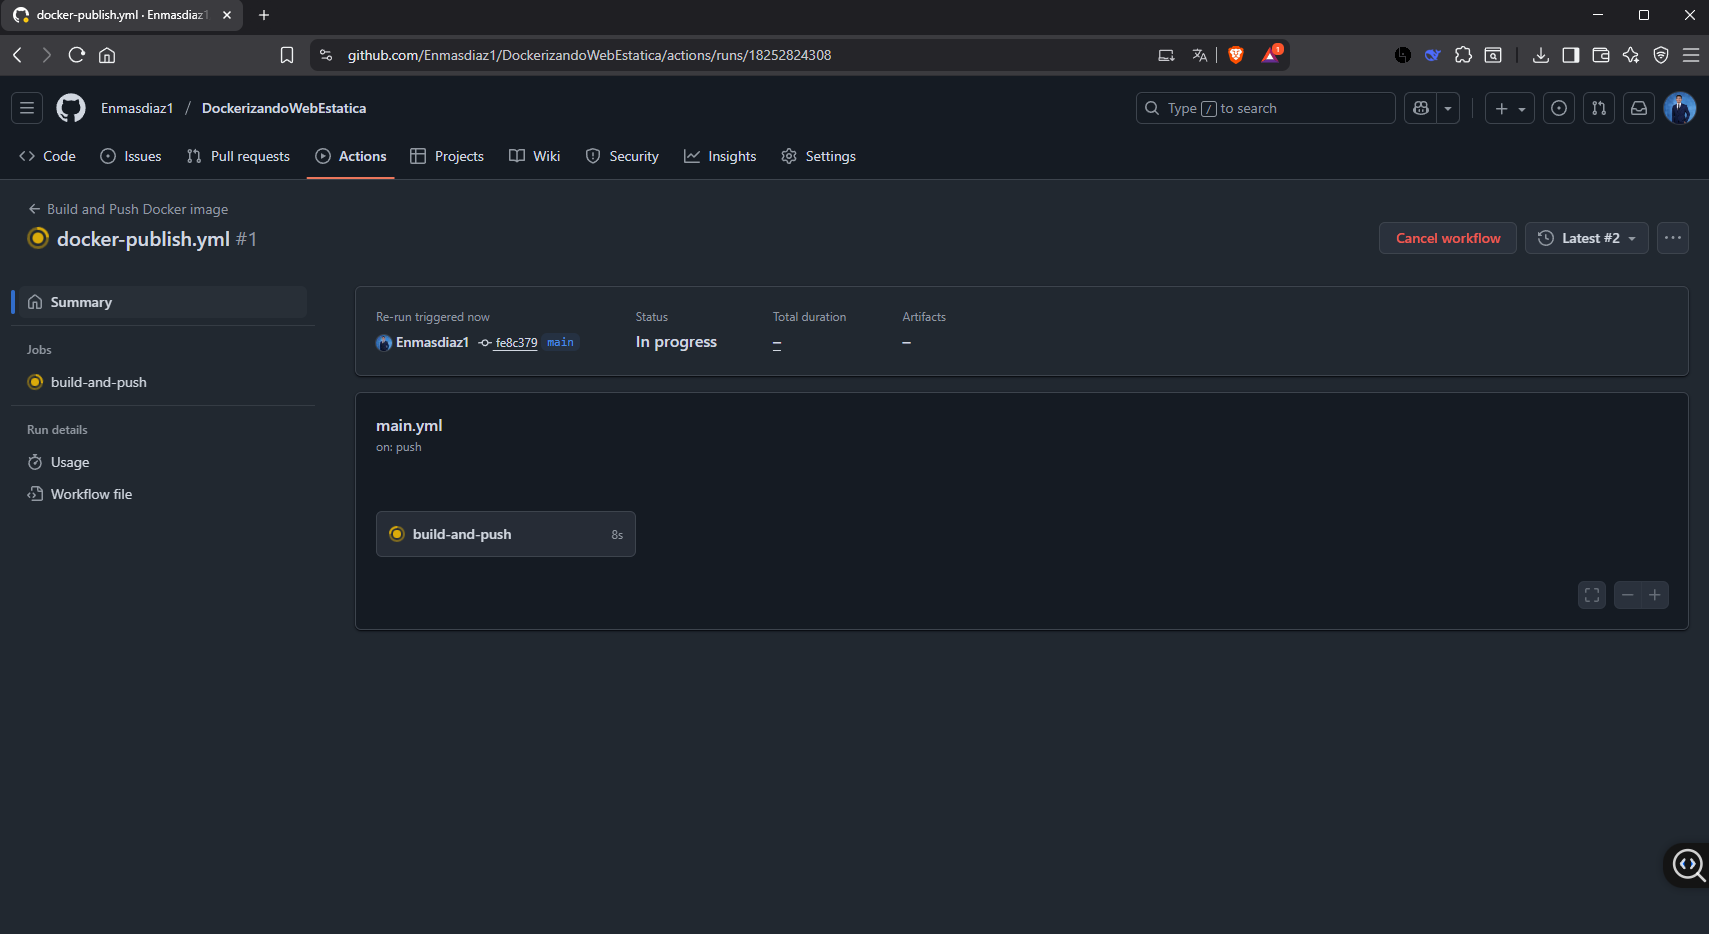 docker-publish.yml · Enmasdiaz1
github.com/Enmasdiaz1/DockerizandoWebEstatica/actions/runs/18252824308
1
Enmasdiaz1 / DockerizandoWebEstatica
Type / to search
Code
Issues
Pull requests
Actions
Projects
Wiki
Security
Insights
Settings
Build and Push Docker image
docker-publish.yml #1
Cancel workflow
Latest #2
Summary
Jobs
build-and-push
Run details
Usage
Workflow file
Re-run triggered now
Enmasdiaz1 fe8c379 main
Status
In progress
Total duration
–
Artifacts
–
main.yml
on: push
build-and-push 8s